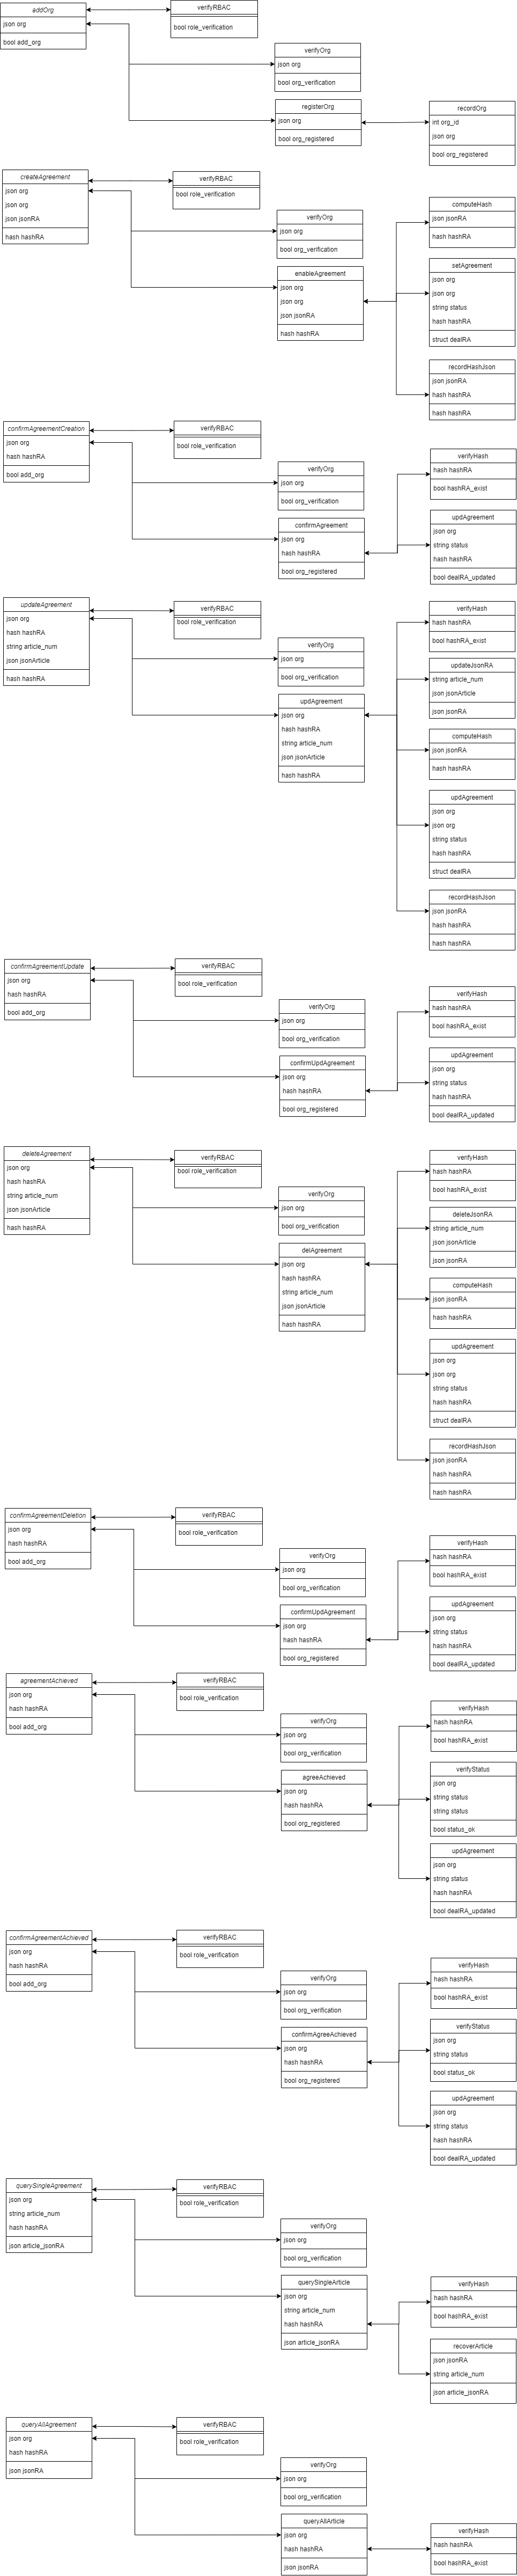 addOrg
json org
bool add_org
verifyRBAC
bool role_verification
verifyOrg
json org
bool org_verification
registerOrg
json org
bool org_registered
recordOrg
int org_id
json org
bool org_registered
createAgreement
json org
json org
json jsonRA
hash hashRA
verifyRBAC
bool role_verification
verifyOrg
json org
bool org_verification
enableAgreement
json org
json org
json jsonRA
hash hashRA
computeHash
json jsonRA
hash hashRA
setAgreement
json org
json org
string status
hash hashRA
struct dealRA
recordHashJson
json jsonRA
hash hashRA
hash hashRA
confirmAgreementCreation
json org
hash hashRA
bool add_org
verifyRBAC
bool role_verification
verifyOrg
json org
bool org_verification
confirmAgreement
json org
hash hashRA
bool org_registered
verifyHash
hash hashRA
bool hashRA_exist
updAgreement
json org
string status
hash hashRA
bool dealRA_updated
updateAgreement
json org
hash hashRA
string article_num
json jsonArticle
hash hashRA
verifyRBAC
bool role_verification
verifyOrg
json org
bool org_verification
updAgreement
json org
hash hashRA
string article_num
json jsonArticle
hash hashRA
verifyHash
hash hashRA
bool hashRA_exist
updateJsonRA
string article_num
json jsonArticle
json jsonRA
computeHash
json jsonRA
hash hashRA
updAgreement
json org
json org
string status
hash hashRA
struct dealRA
recordHashJson
json jsonRA
hash hashRA
hash hashRA
confirmAgreementUpdate
json org
hash hashRA
bool add_org
verifyRBAC
bool role_verification
verifyOrg
json org
bool org_verification
confirmUpdAgreement
json org
hash hashRA
bool org_registered
verifyHash
hash hashRA
bool hashRA_exist
updAgreement
json org
string status
hash hashRA
bool dealRA_updated
deleteAgreement
json org
hash hashRA
string article_num
json jsonArticle
hash hashRA
verifyRBAC
bool role_verification
verifyOrg
json org
bool org_verification
delAgreement
json org
hash hashRA
string article_num
json jsonArticle
hash hashRA
verifyHash
hash hashRA
bool hashRA_exist
deleteJsonRA
string article_num
json jsonArticle
json jsonRA
computeHash
json jsonRA
hash hashRA
updAgreement
json org
json org
string status
hash hashRA
struct dealRA
recordHashJson
json jsonRA
hash hashRA
hash hashRA
confirmAgreementDeletion
json org
hash hashRA
bool add_org
verifyRBAC
bool role_verification
verifyOrg
json org
bool org_verification
confirmUpdAgreement
json org
hash hashRA
bool org_registered
verifyHash
hash hashRA
bool hashRA_exist
updAgreement
json org
string status
hash hashRA
bool dealRA_updated
agreementAchieved
json org
hash hashRA
bool add_org
verifyRBAC
bool role_verification
verifyOrg
json org
bool org_verification
agreeAchieved
json org
hash hashRA
bool org_registered
verifyHash
hash hashRA
bool hashRA_exist
verifyStatus
json org
string status
string status
bool status_ok
updAgreement
json org
string status
hash hashRA
bool dealRA_updated
confirmAgreementAchieved
json org
hash hashRA
bool add_org
verifyRBAC
bool role_verification
verifyOrg
json org
bool org_verification
confirmAgreeAchieved
json org
hash hashRA
bool org_registered
verifyHash
hash hashRA
bool hashRA_exist
verifyStatus
json org
string status
bool status_ok
updAgreement
json org
string status
hash hashRA
bool dealRA_updated
querySingleAgreement
json org
string article_num
hash hashRA
json article_jsonRA
verifyRBAC
bool role_verification
verifyOrg
json org
bool org_verification
querySingleArticle
json org
string article_num
hash hashRA
json article_jsonRA
verifyHash
hash hashRA
bool hashRA_exist
recoverArticle
json jsonRA
string article_num
json article_jsonRA
queryAllAgreement
json org
hash hashRA
json jsonRA
verifyRBAC
bool role_verification
verifyOrg
json org
bool org_verification
queryAllArticle
json org
hash hashRA
json jsonRA
verifyHash
hash hashRA
bool hashRA_exist